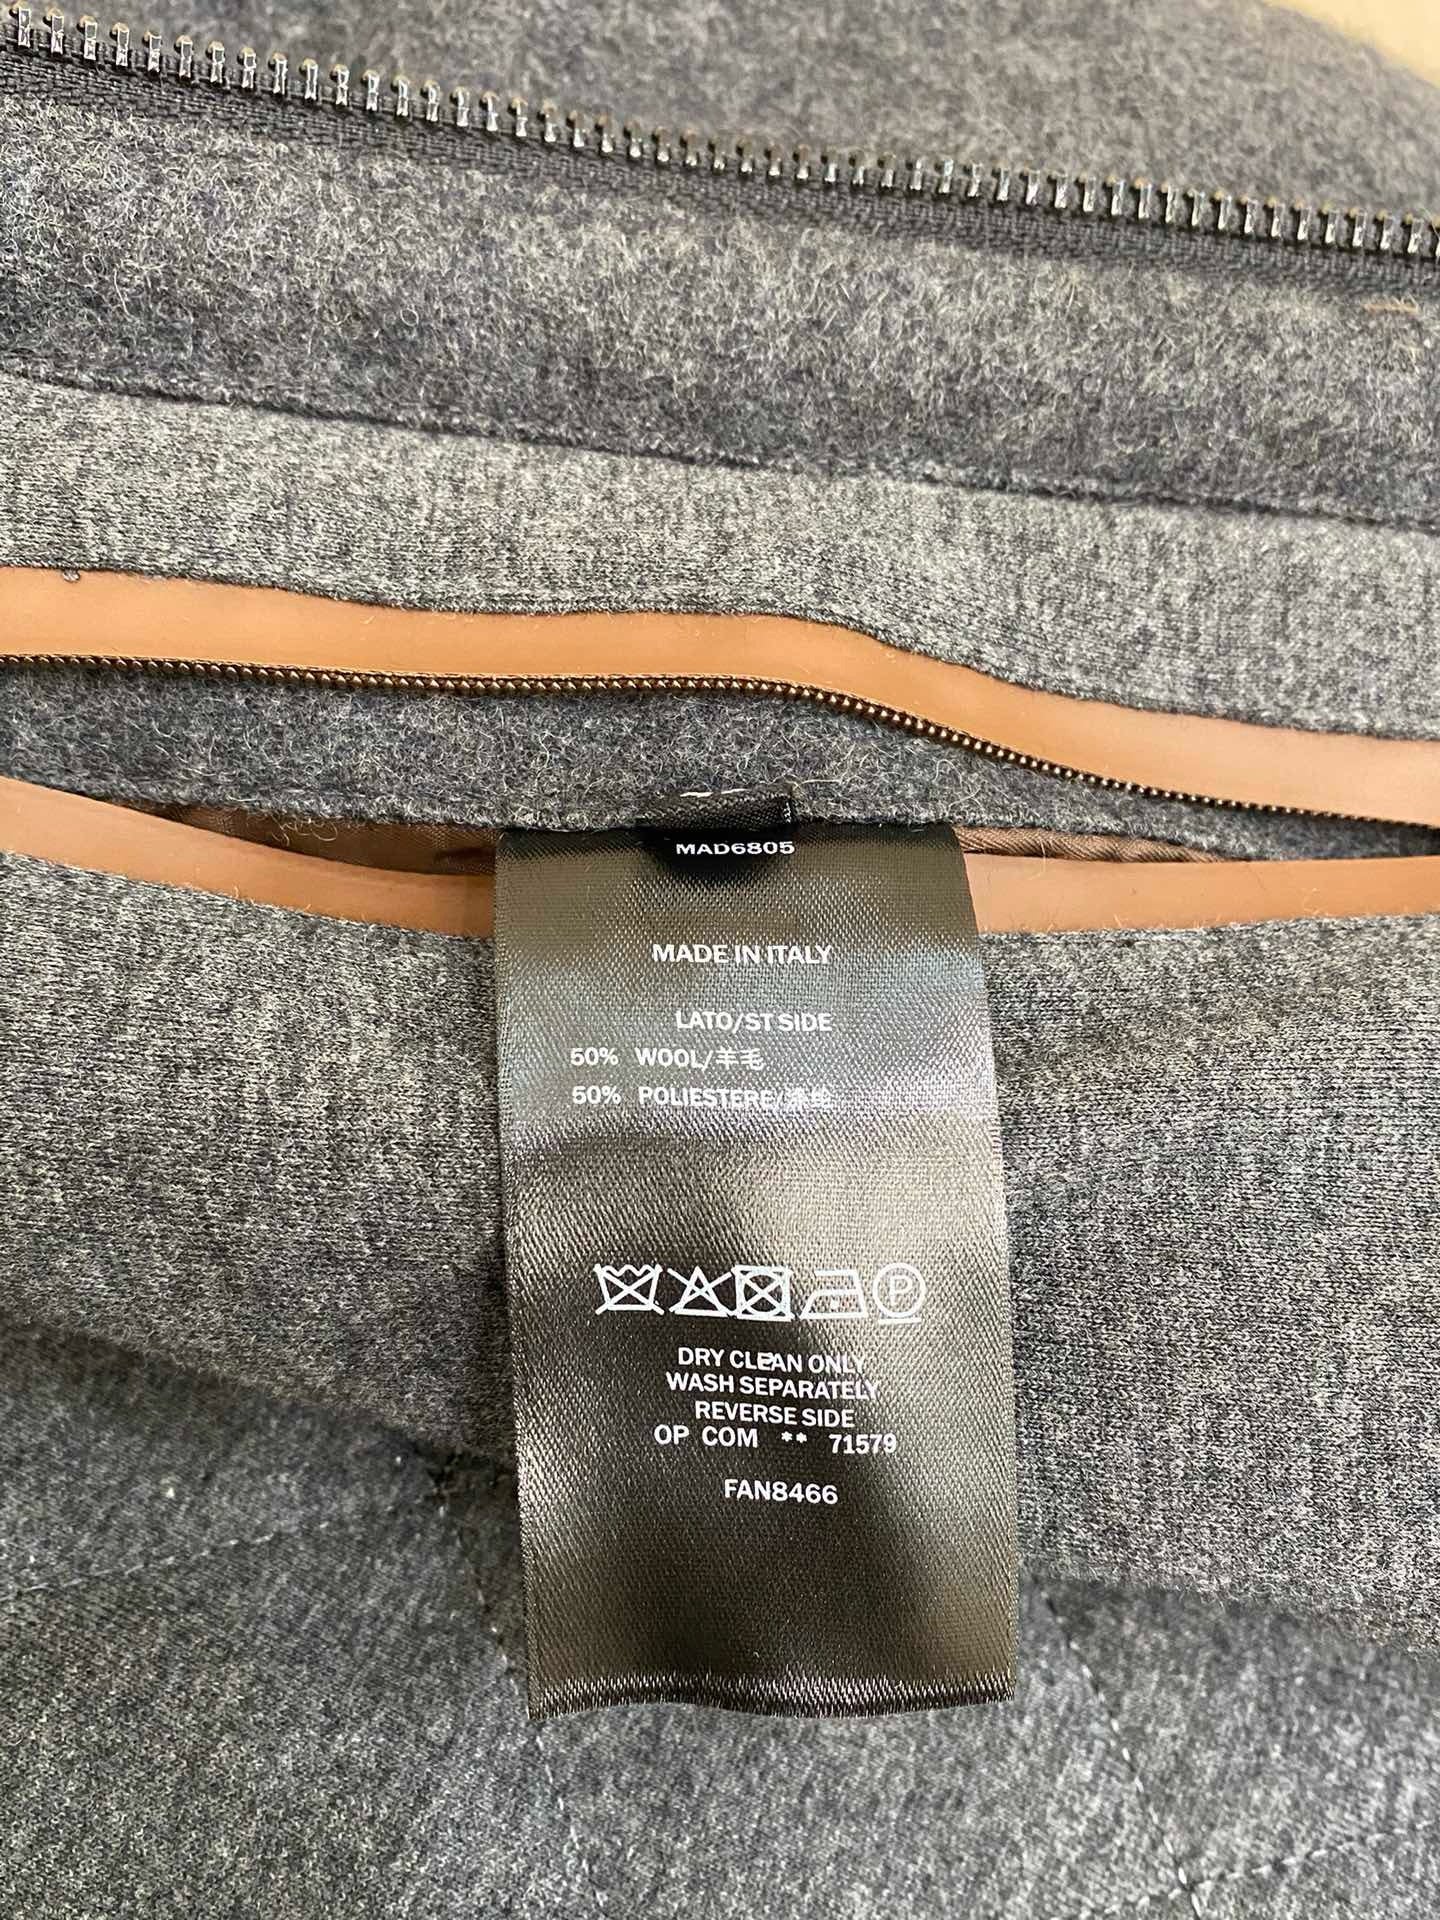 MAD6805
MADE IN ITALY
LATO/ST SIDE
50% WOOL/羊毛
50% POLIESTERE/
P
DRY CLEAN ONLY
WASH SEPARATELY
REVERSE SIDE
OP COM ** 71579
FAN8466